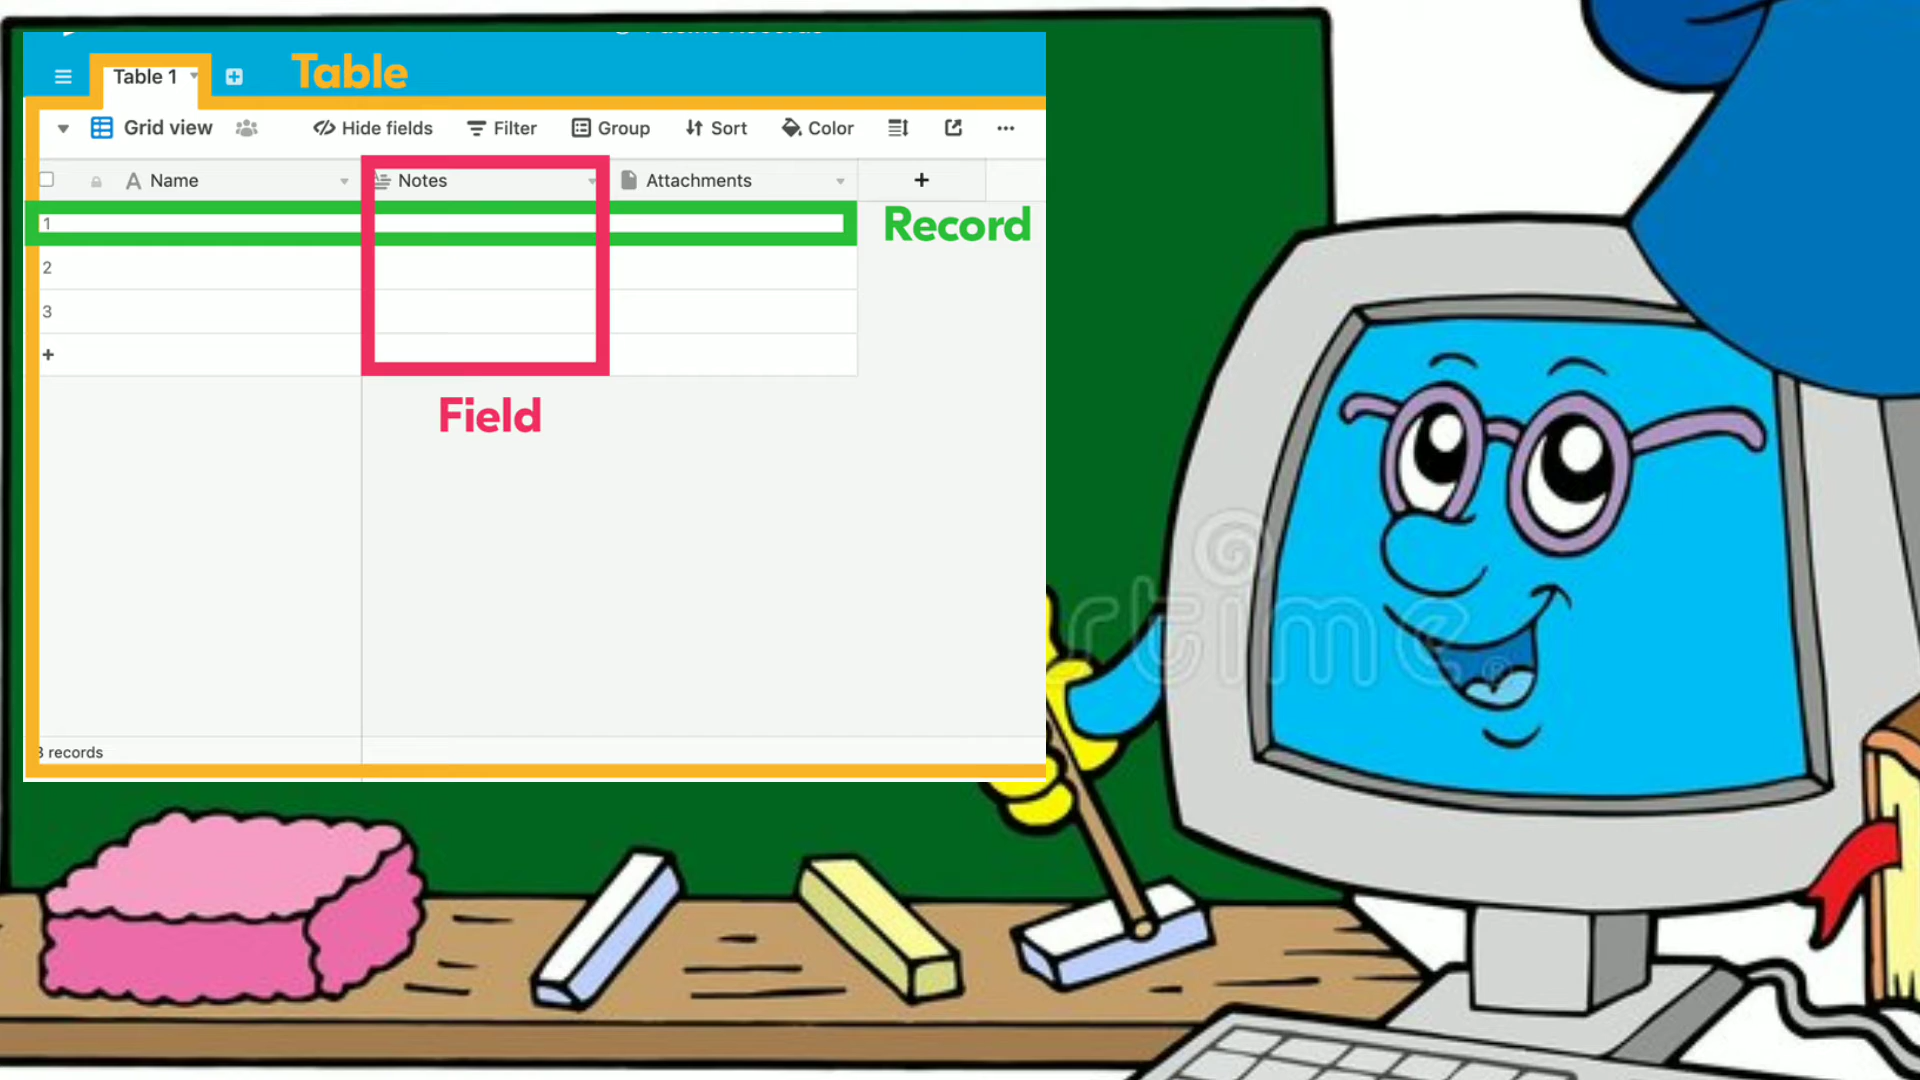 Table 1
Table
Grid view
Hide fields
Filter
Group
Sort
Color
Name
Notes
Attachments
+
1
Record
2
3
+
Field
3 records